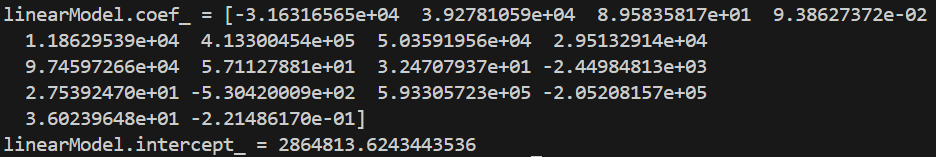 linearModel.coef_ = [-3.16316565e+04  3.92781059e+04  8.95835817e+01  9.38627372e-02
  1.18629539e+04  4.13300454e+05  5.03591956e+04  2.95132914e+04
  9.74597266e+04  5.71127881e+01  3.24707937e+01 -2.44984813e+03
  2.75392470e+01 -5.30420009e+02  5.93305723e+05 -2.05208157e+05
  3.60239648e+01 -2.21486170e-01]
linearModel.intercept_ = 2864813.6243443536